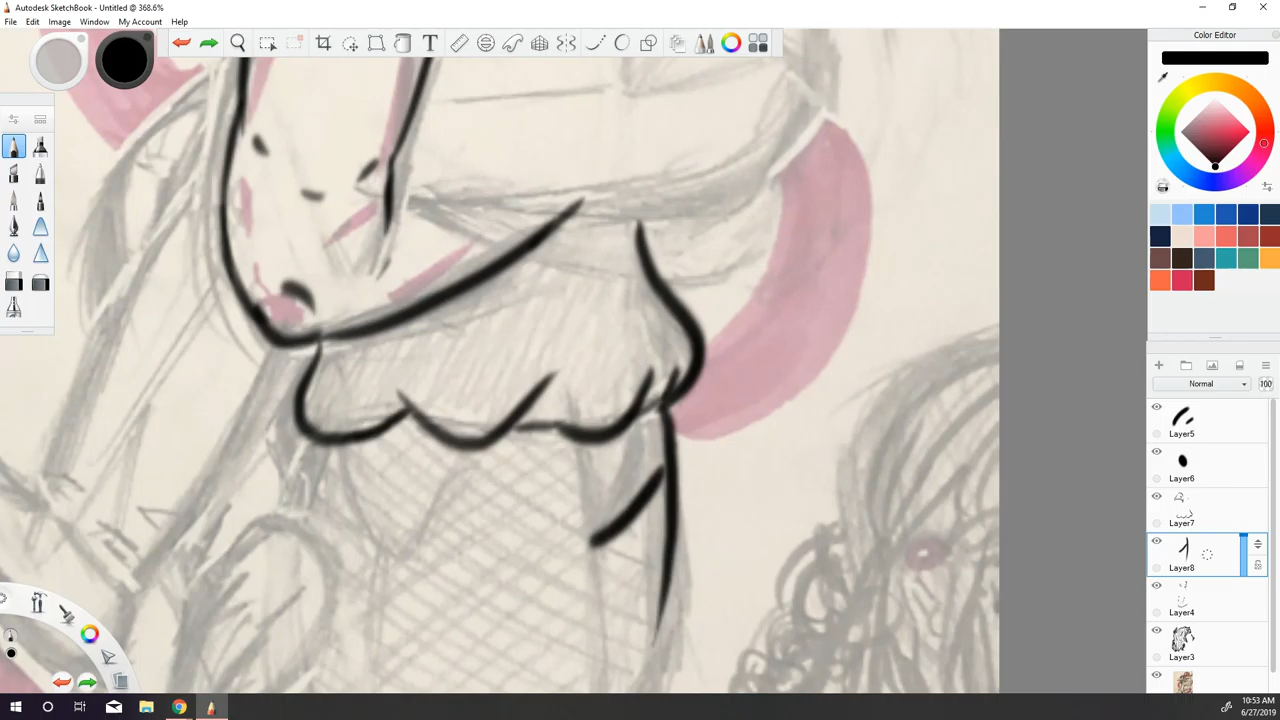 Autodesk SketchBook - Untitled @ 368.6%
File Edit Image Window My Account Help
T
Color Editor
Normal
100
Layer5
Layer6
Layer7
Layer8
Layer4
Layer3
10:53 AM
6/27/2019